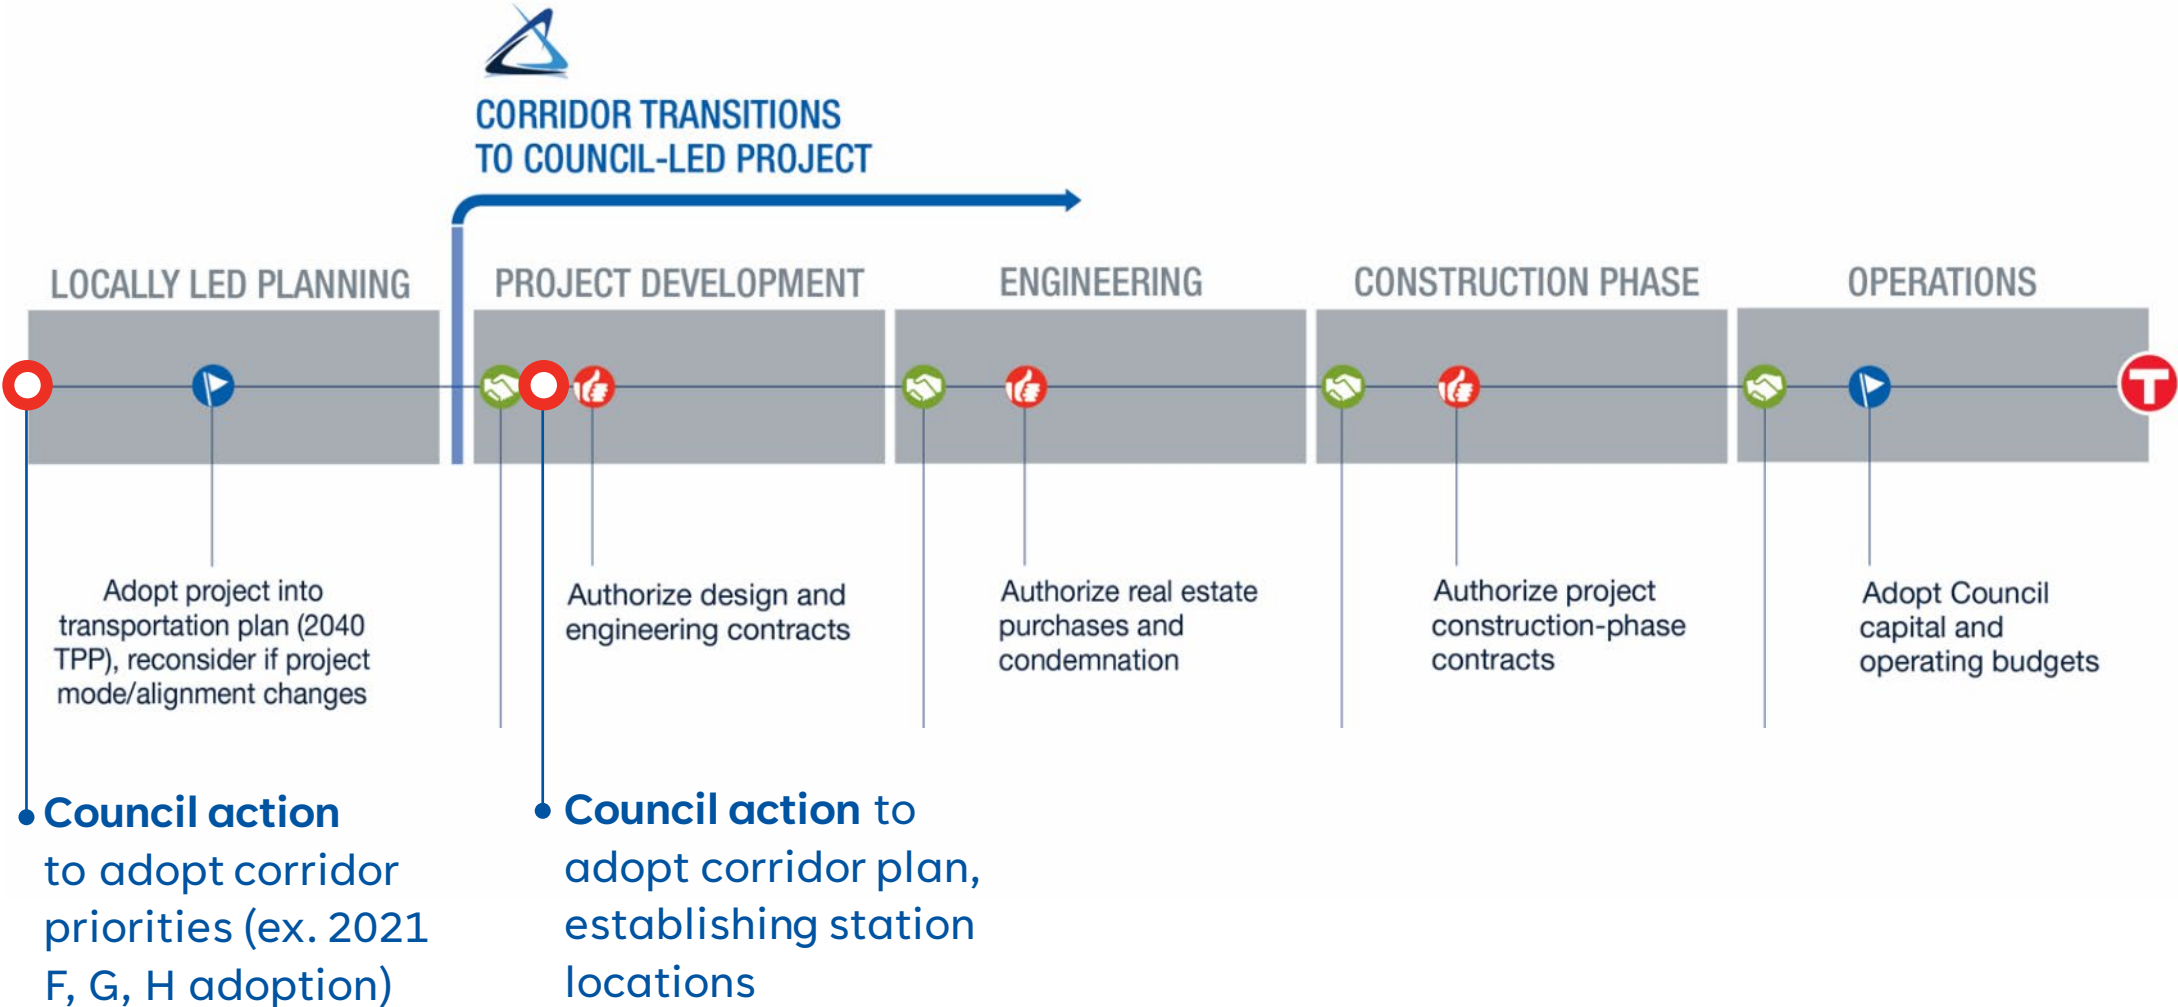 CORRIDOR TRANSITIONS
TO COUNCIL-LED PROJECT
LOCALLY LED PLANNING
PROJECT DEVELOPMENT
ENGINEERING
CONSTRUCTION PHASE
OPERATIONS
T
Adopt project into
transportation plan (2040
TPP), reconsider if project
mode/alignment changes
Authorize design and
engineering contracts
Authorize real estate
purchases and
condemnation
Authorize project
construction-phase
contracts
Adopt Council
capital and
operating budgets
Council action
to adopt corridor
priorities (ex. 2021
F, G, H adoption)
Council action to
adopt corridor plan,
establishing station
locations